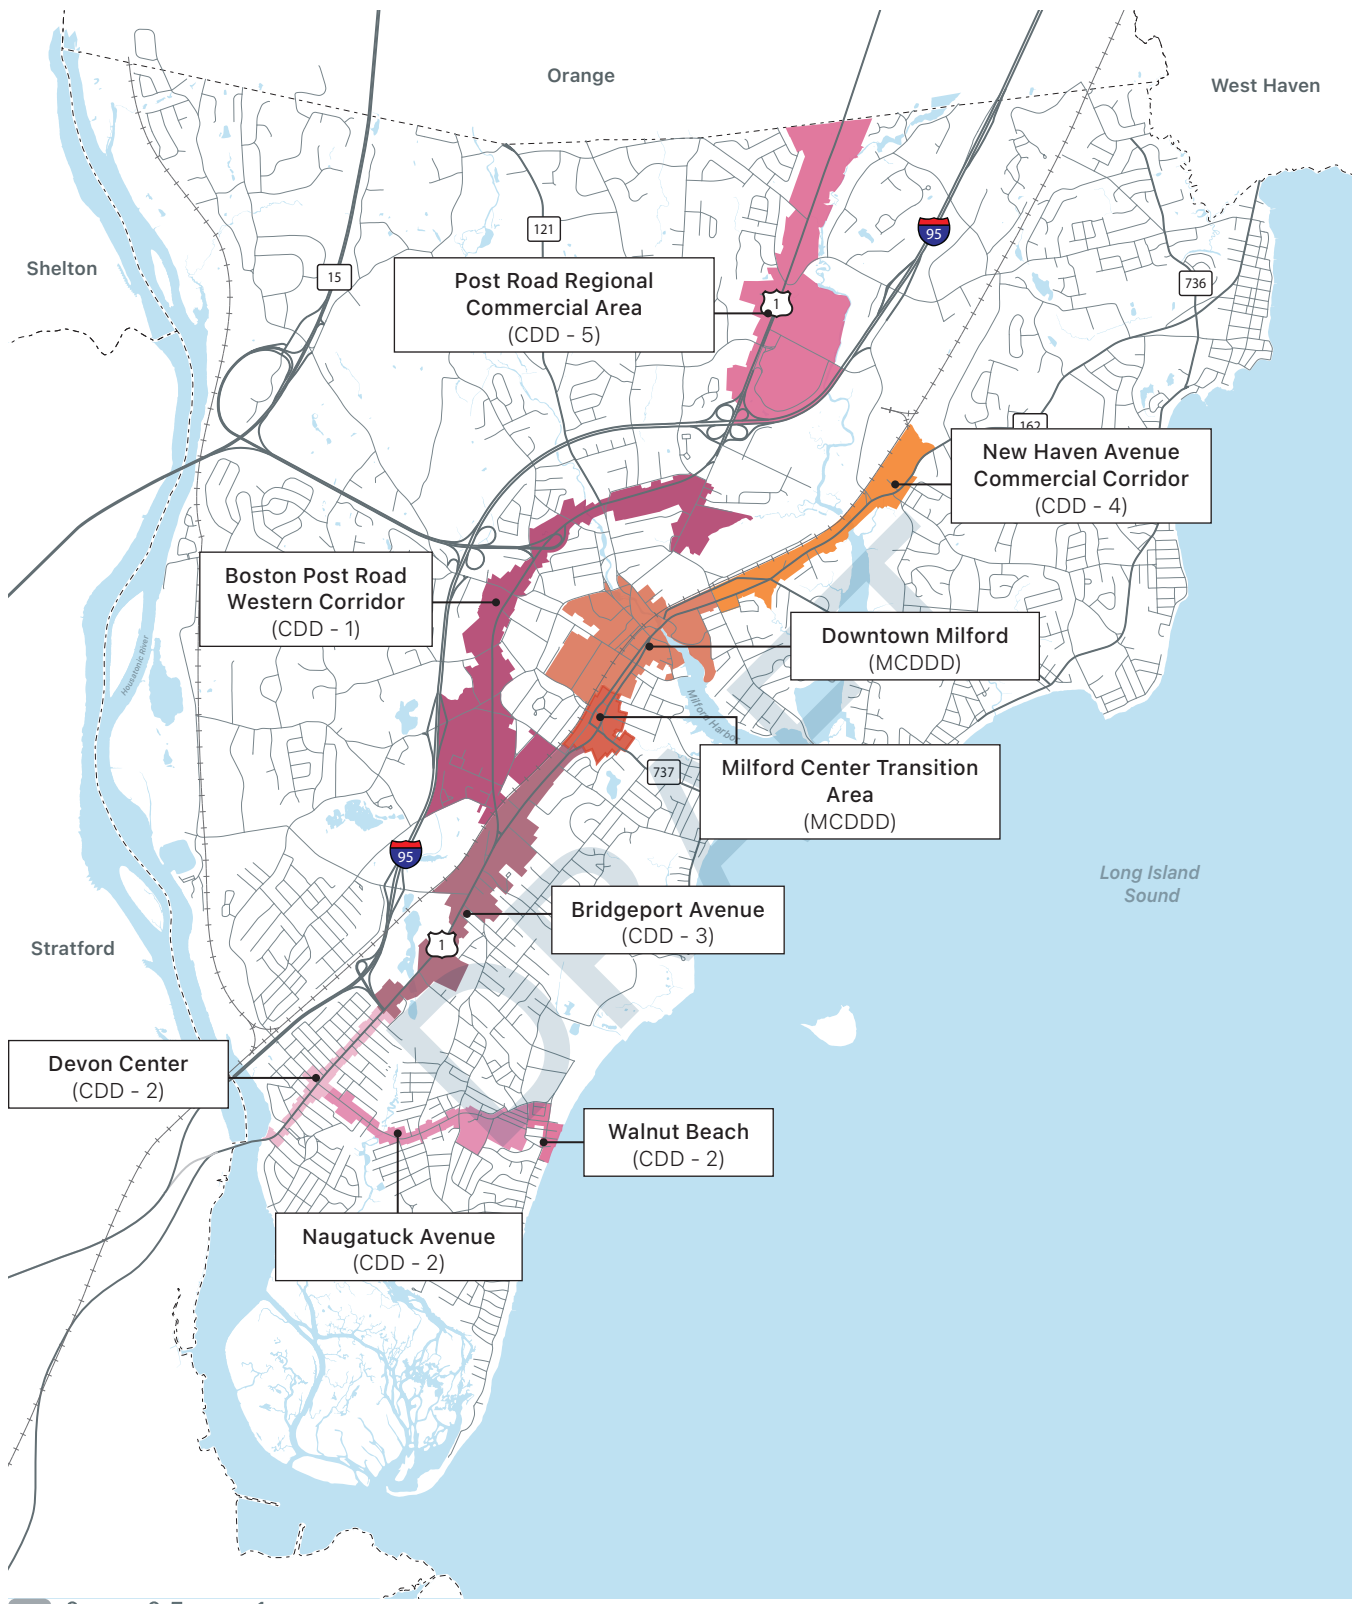 Orange
West Haven
121
95
Shelton
15
736
Post Road Regional
Commercial Area
(CDD - 5)
1
162
New Haven Avenue
Commercial Corridor
(CDD - 4)
Boston Post Road
Western Corridor
(CDD - 1)
Downtown Milford
(MCDDD)
Housatonic River
Milford Harbor
737
Milford Center Transition
Area
(MCDDD)
95
Long Island
Sound
Bridgeport Avenue
(CDD - 3)
1
Stratford
DRAFT
Devon Center
(CDD - 2)
Walnut Beach
(CDD - 2)
Naugatuck Avenue
(CDD - 2)